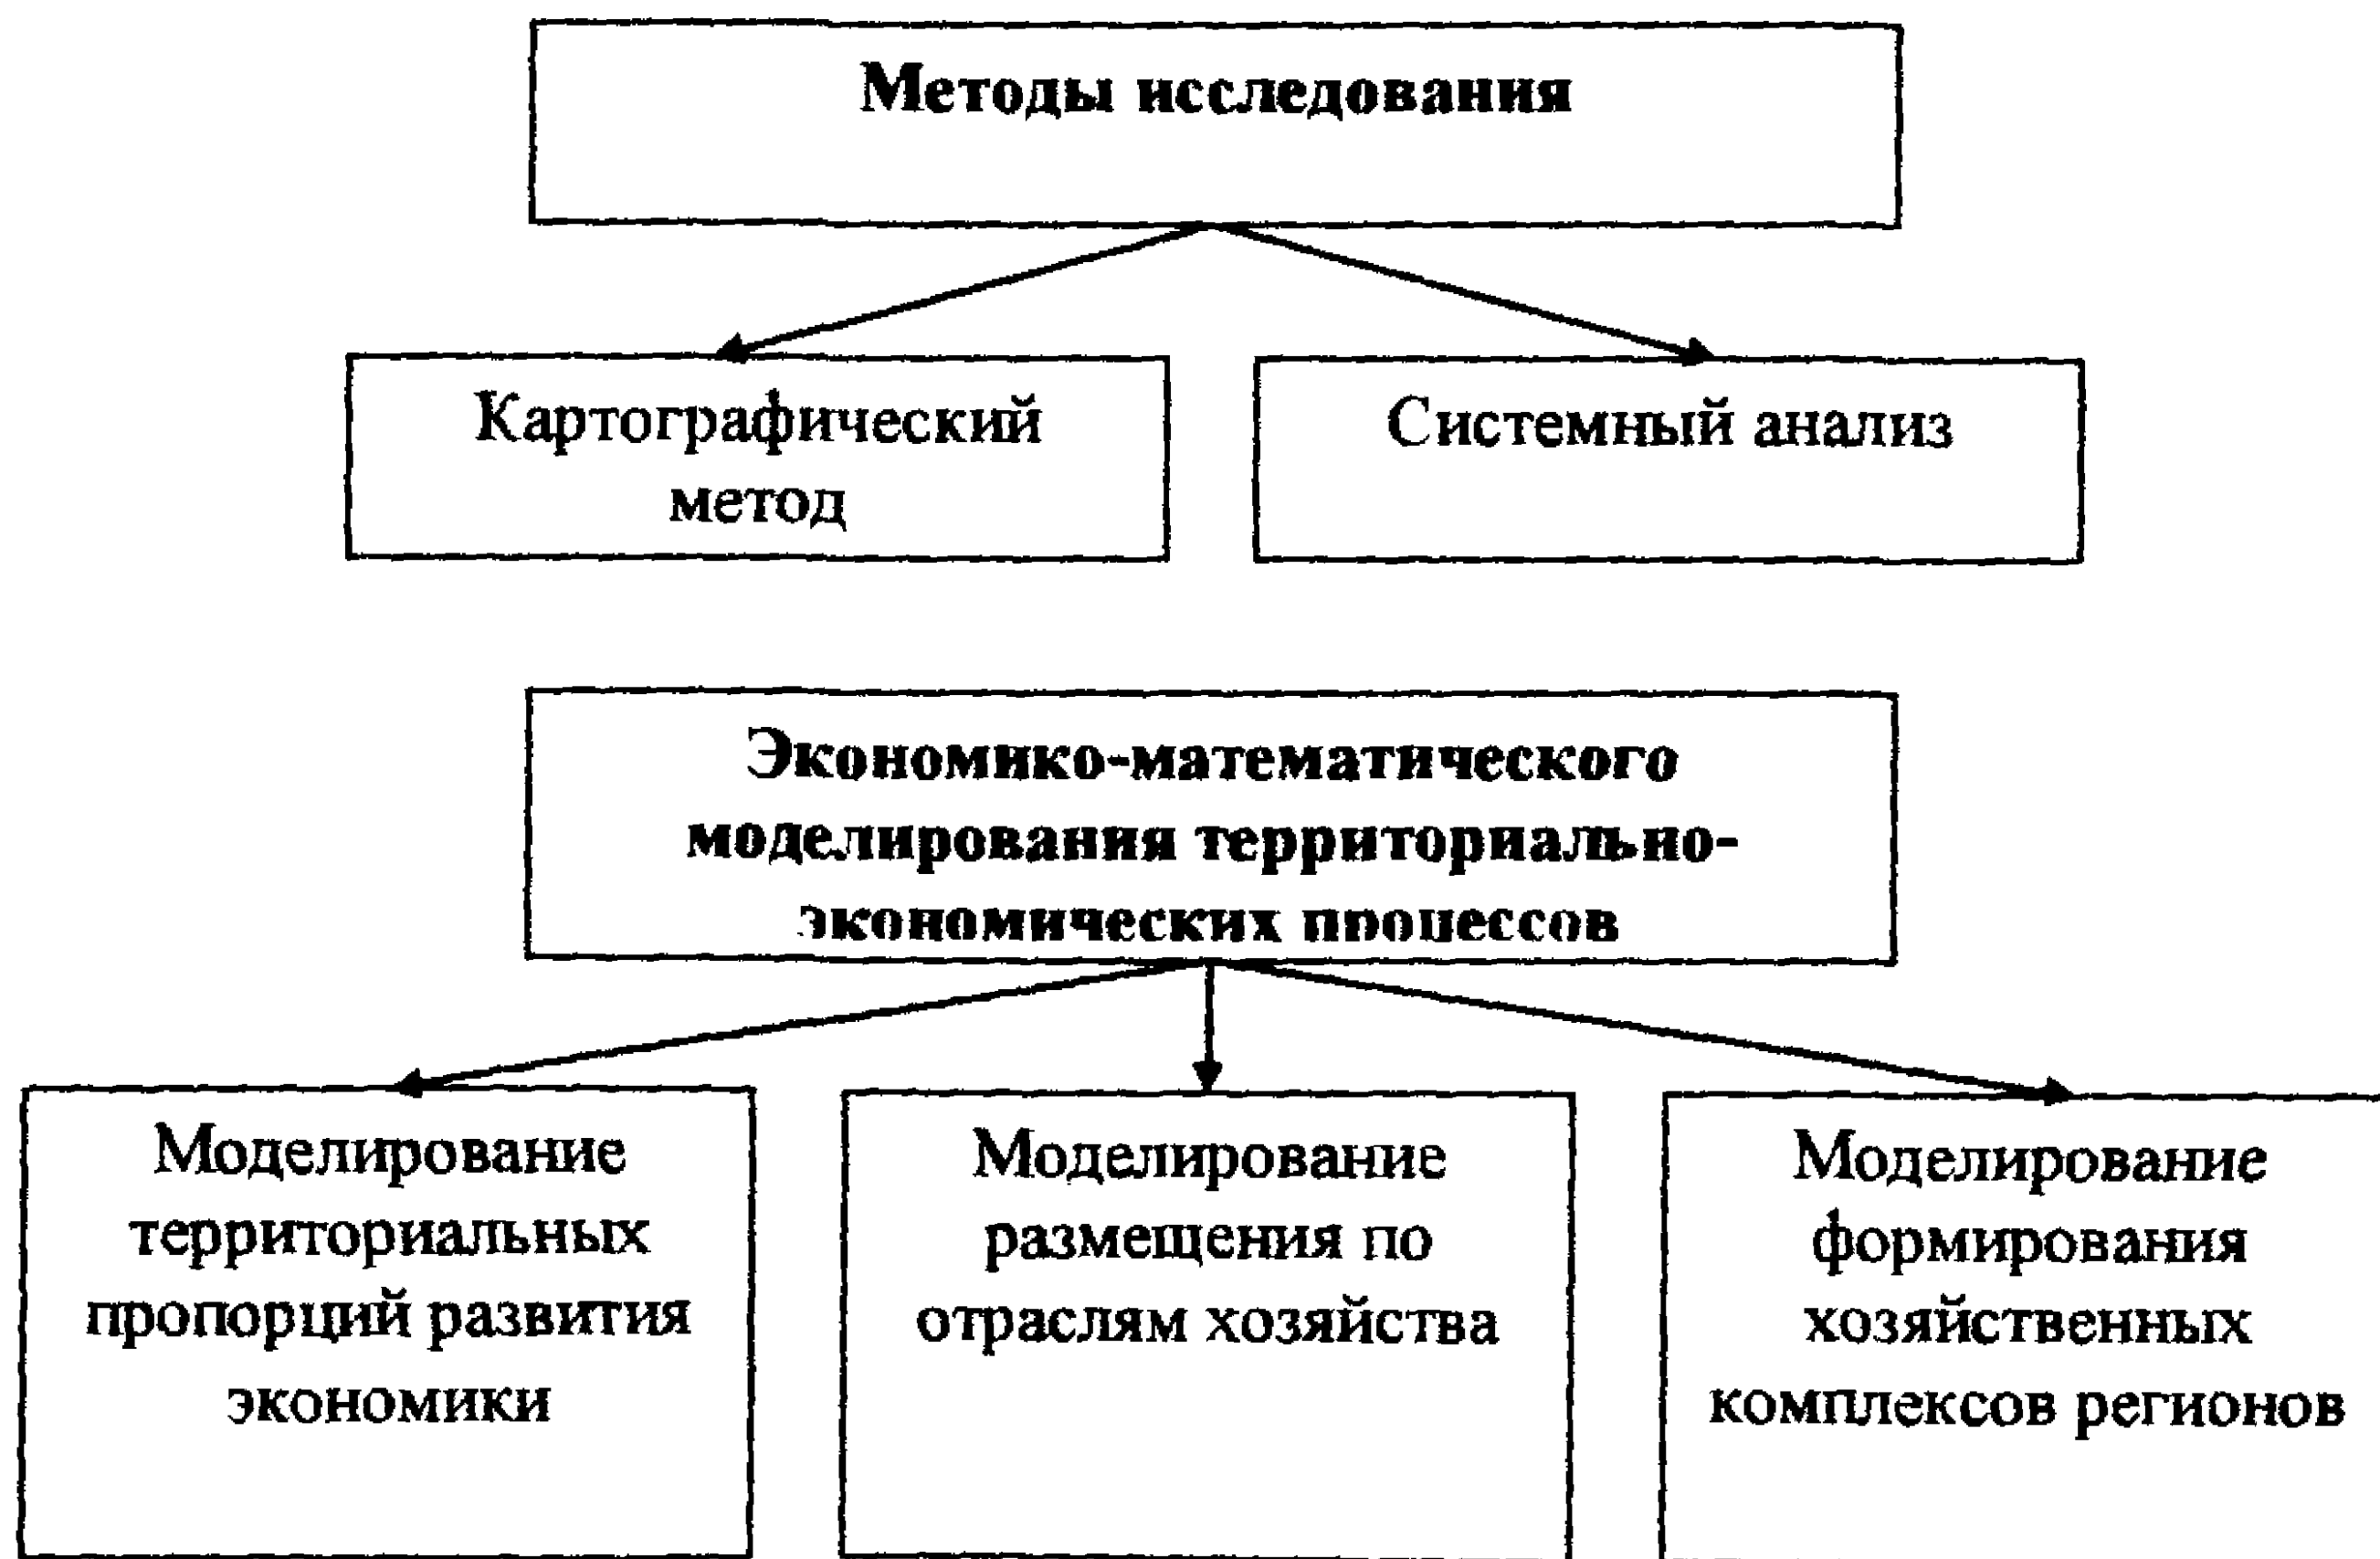 Методы исследования
Картографический
метод
Системный анализ
Экономико-математического
моделирования территориально-
экономических процессов
Моделирование
территориальных
пропорций развития
экономики
Моделирование
размещения по
отраслям хозяйства
Моделирование
формирования
хозяйственных
комплексов регионов